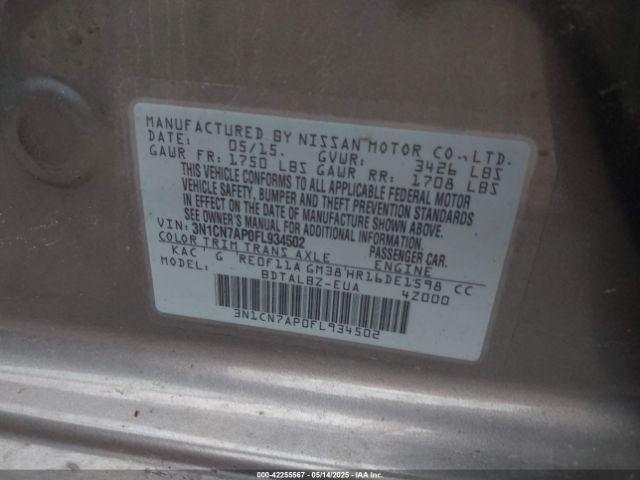 MANUFACTURED BY NISSAN MOTOR CO.,LTD.
DATE: 05/15. GVWR: 3426 LBS
GAWR FR: 1750 LBS GAWR RR: 1708 LBS
THIS VEHICLE CONFORMS TO ALL APPLICABLE FEDERAL MOTOR
VEHICLE SAFETY, BUMPER AND THEFT PREVENTION STANDARDS
IN EFFECT ON THE DATE OF MANUFACTURE SHOWN ABOVE.
SEE OWNER'S MANUAL FOR ADDITIONAL INFORMATION.
VIN: 3N1CN7AP0FL934502 PASSENGER CAR.
COLOR TRIM TRANS AXLE ENGINE
KAC G RE0F11A GM38 HR16DE1598 CC
MODEL: BDTALBZ-EUA 4Z000
3N1CN7AP0FL934502
000-42255567 - 05/14/2025 - IAAI.COM